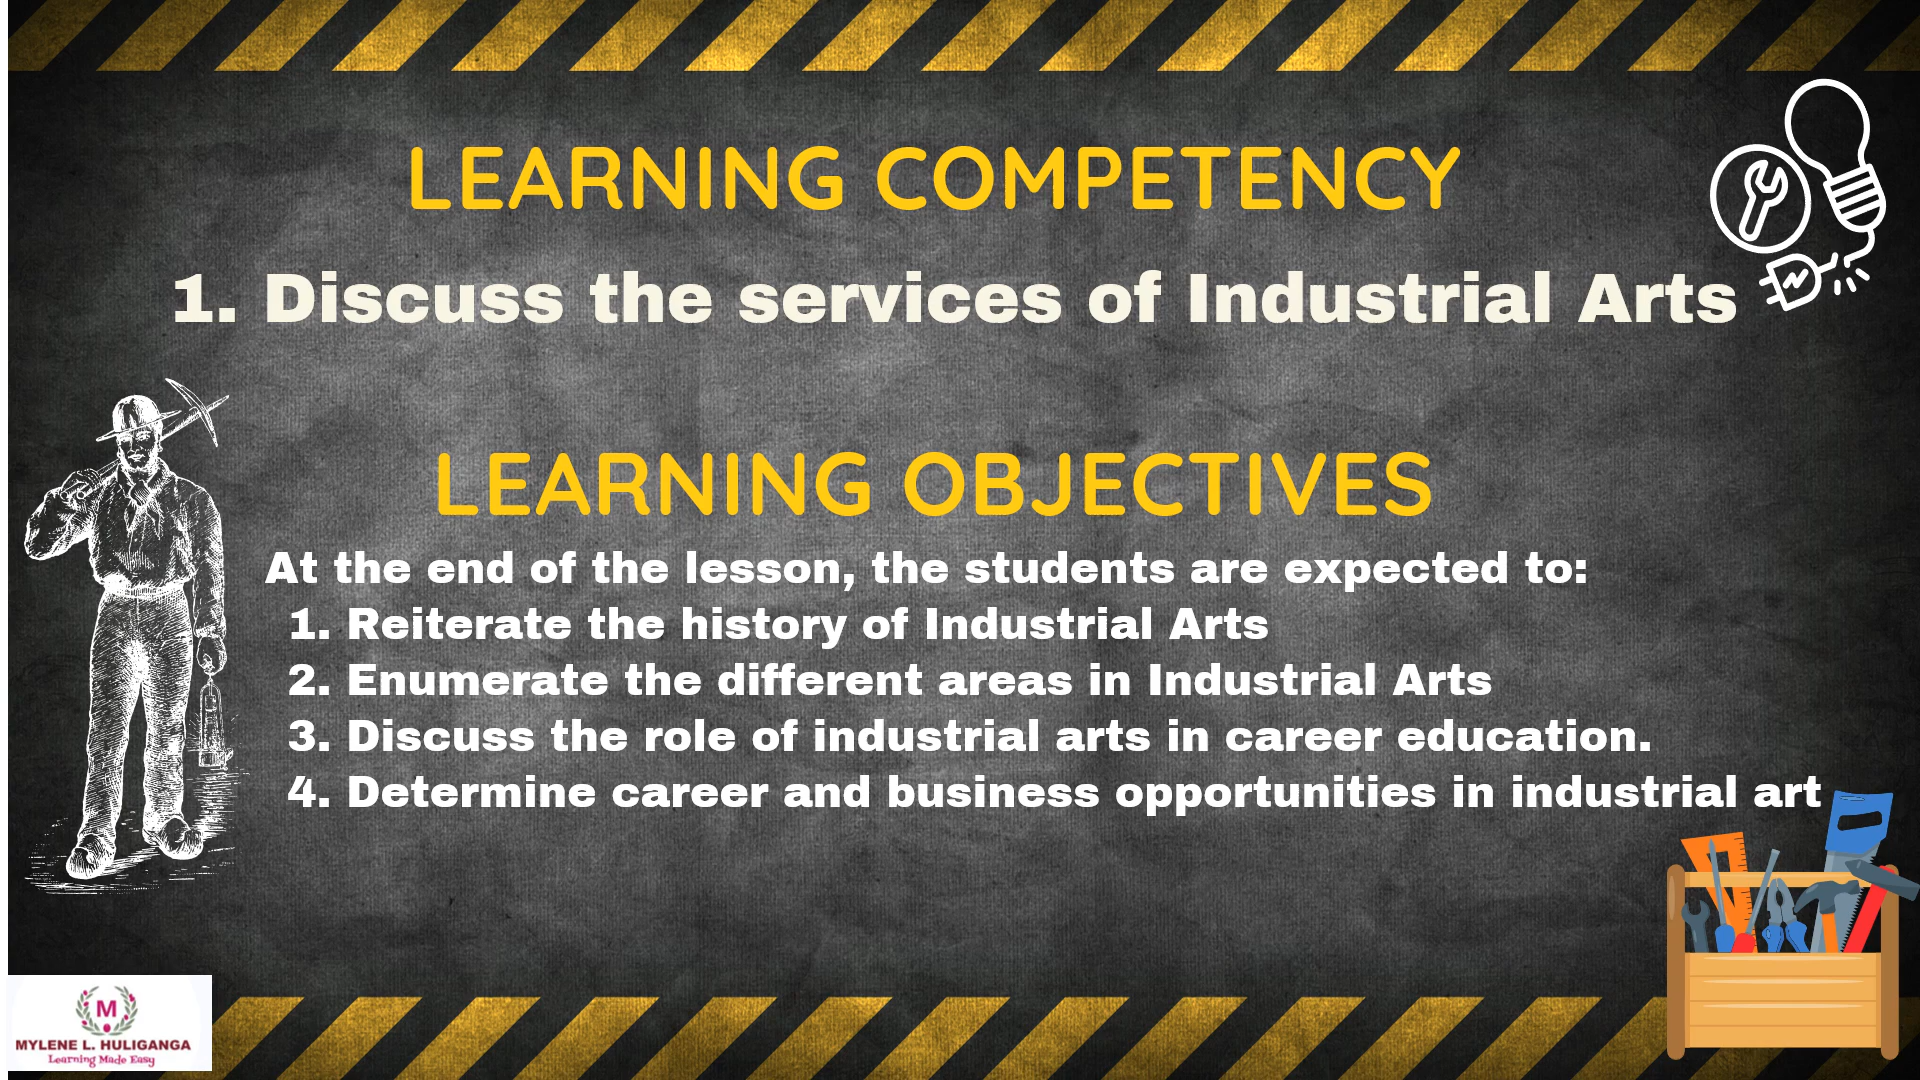 LEARNING COMPETENCY
1. Discuss the services of Industrial Arts
LEARNING OBJECTIVES
At the end of the lesson, the students are expected to:
1. Reiterate the history of Industrial Arts
2. Enumerate the different areas in Industrial Arts
3. Discuss the role of industrial arts in career education.
4. Determine career and business opportunities in industrial art
M
MYLENE L. HULIGANGA
Learning Made Easy